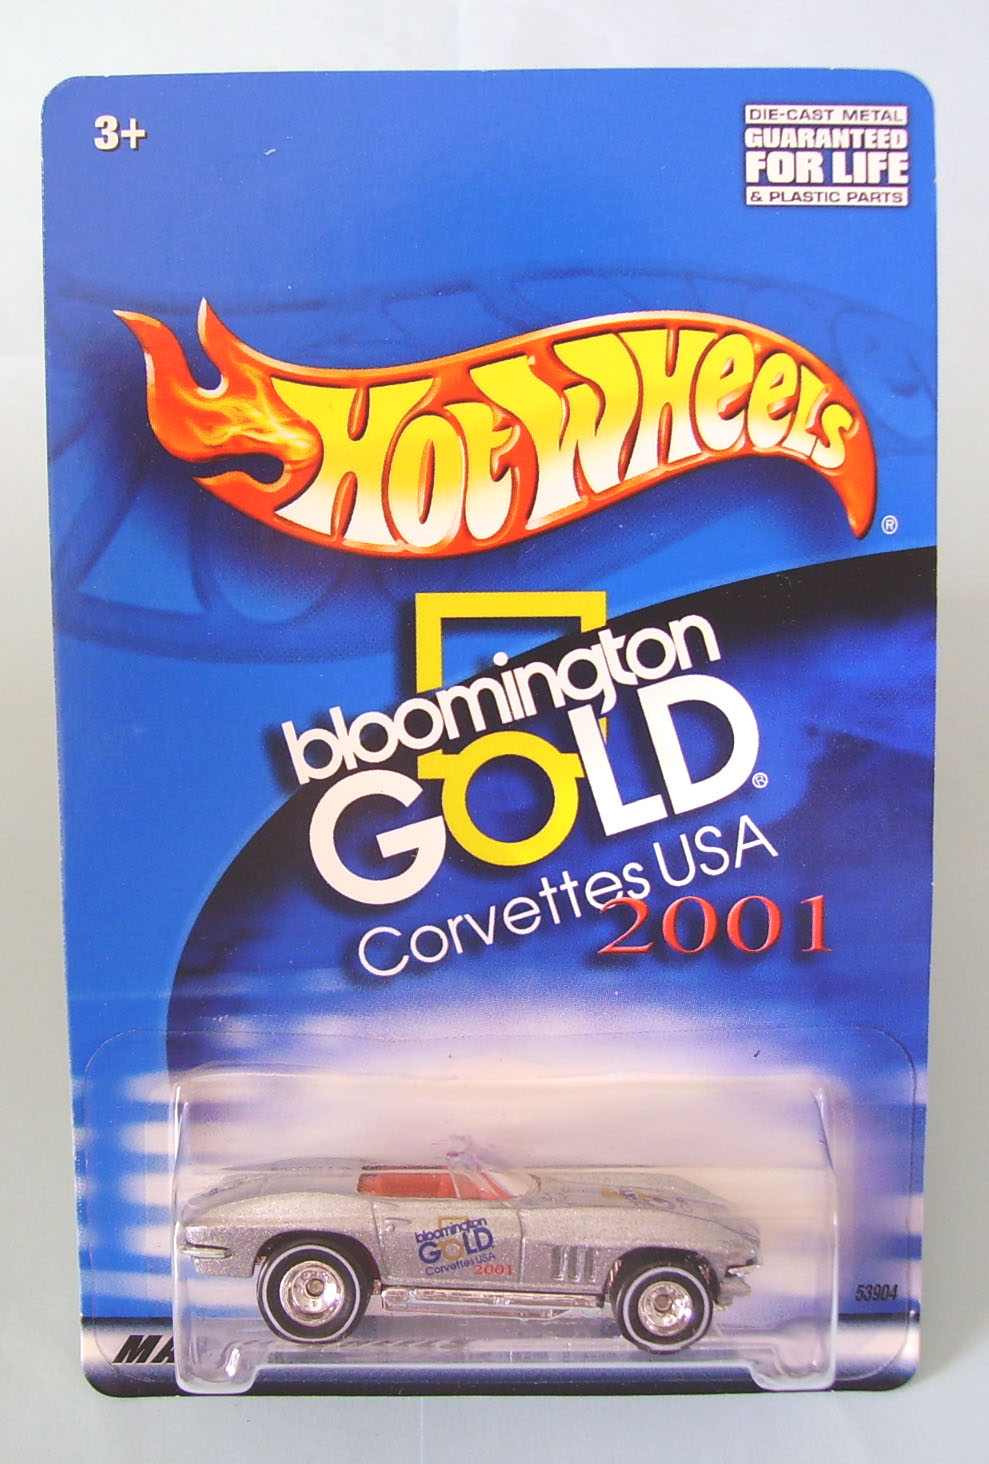 3+
DIE-CAST METAL
GUARANTEED
FOR LIFE
& PLASTIC PARTS
HOT WHEELS®
bloomington
GOLD®
Corvettes USA
2001
bloomington
GOLD
Corvettes USA
2001
53904
MA